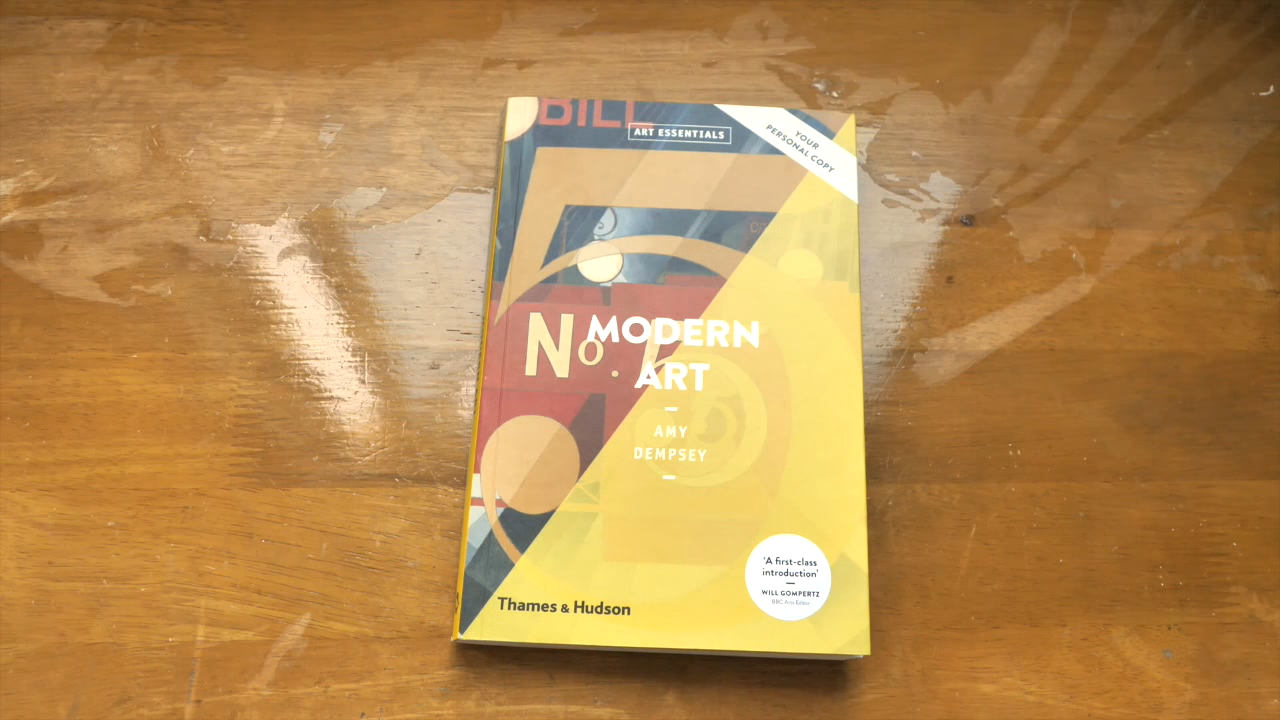 BILL
ART ESSENTIALS
YOUR
PERSONAL COPY
No.
MODERN
ART
AMY
DEMPSEY
'A first-class
introduction'
WILL GOMPERTZ
BBC Arts Editor
Thames & Hudson